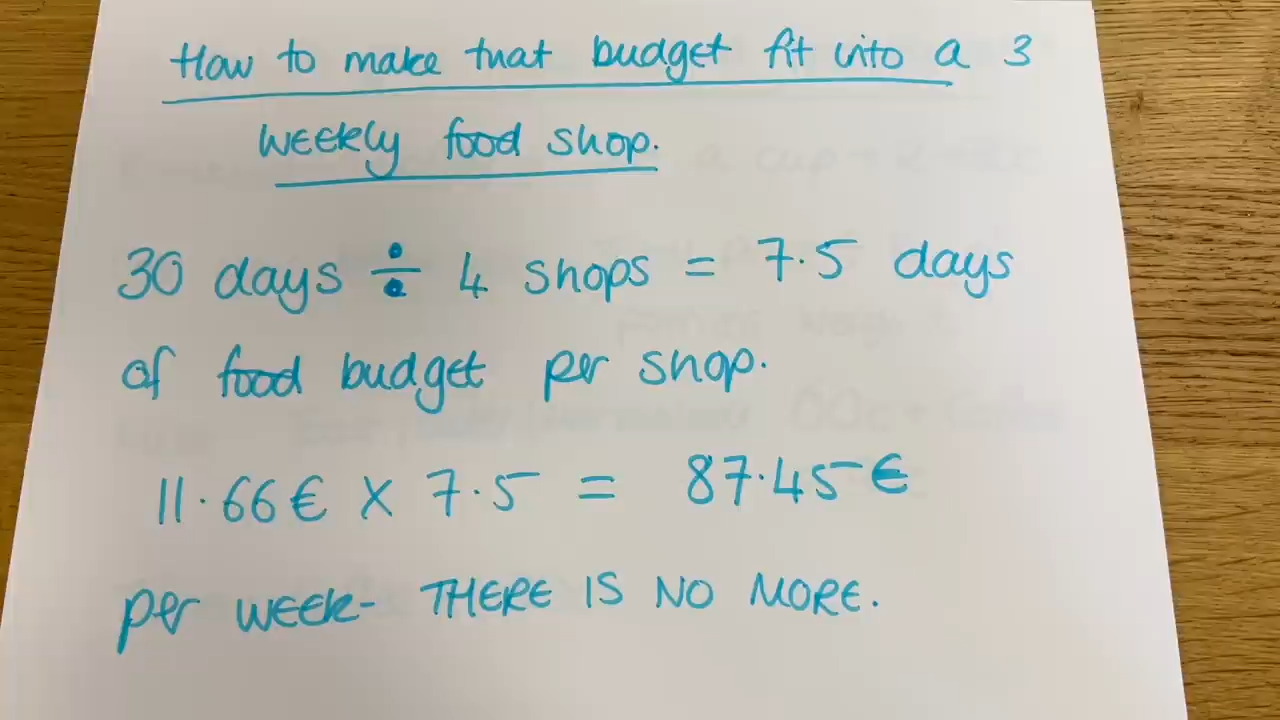 How to make that budget fit into a 3
weekly food shop.
30 days ÷ 4 shops = 7.5 days
of food budget per shop.
11.66€ X 7.5 = 87.45€
per week- THERE IS NO MORE.